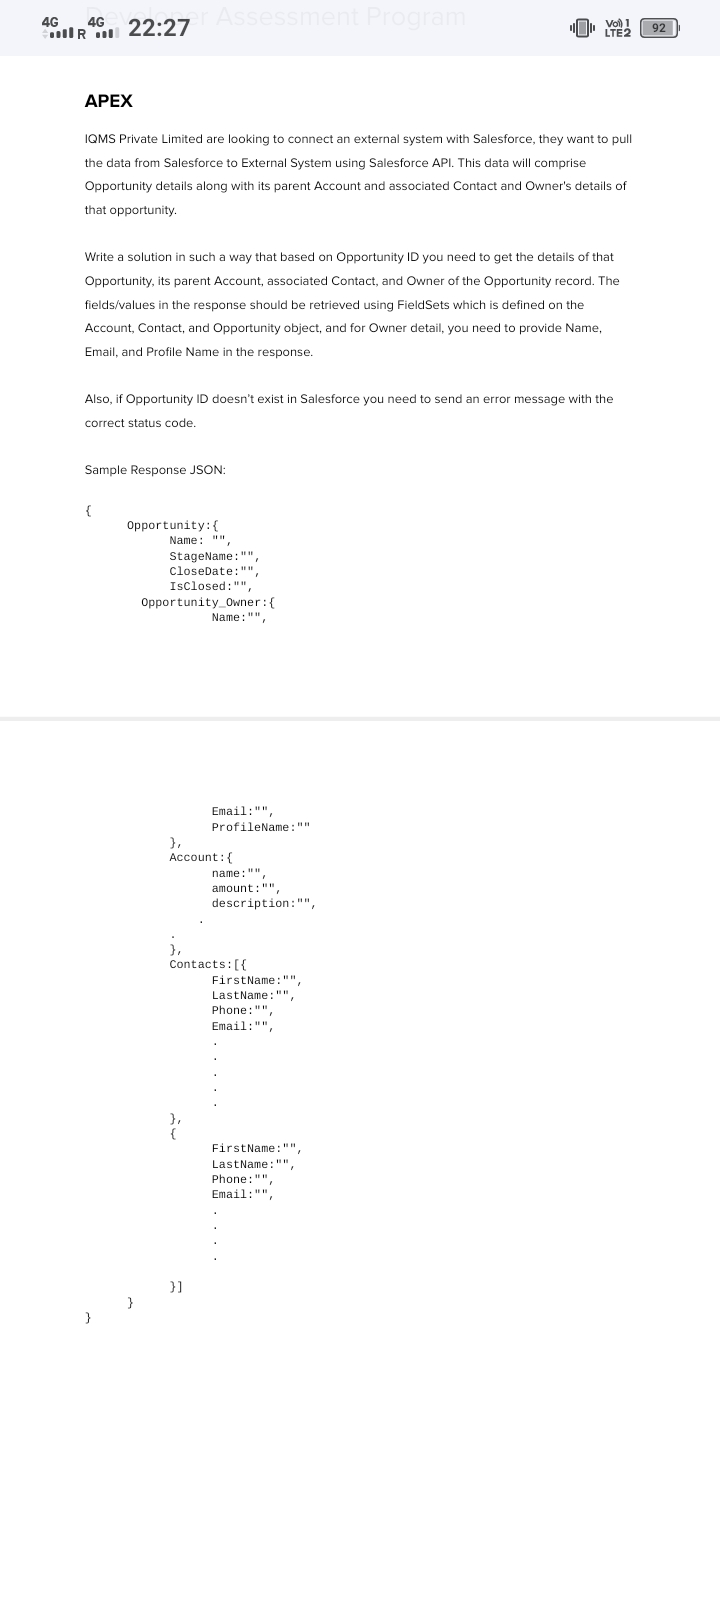 Developer Assessment Program
4G R 4G 22:27 Vo)) 1 LTE2 92
APEX
IQMS Private Limited are looking to connect an external system with Salesforce, they want to pull
the data from Salesforce to External System using Salesforce API. This data will comprise
Opportunity details along with its parent Account and associated Contact and Owner's details of
that opportunity.
Write a solution in such a way that based on Opportunity ID you need to get the details of that
Opportunity, its parent Account, associated Contact, and Owner of the Opportunity record. The
fields/values in the response should be retrieved using FieldSets which is defined on the
Account, Contact, and Opportunity object, and for Owner detail, you need to provide Name,
Email, and Profile Name in the response.
Also, if Opportunity ID doesn't exist in Salesforce you need to send an error message with the
correct status code.
Sample Response JSON:
{
Opportunity:{
Name: "",
StageName:"",
CloseDate:"",
IsClosed:"",
Opportunity_Owner:{
Name:"",
Email:"",
ProfileName:""
},
Account:{
name:"",
amount:"",
description:"",
.
.
},
Contacts:[{
FirstName:"",
LastName:"",
Phone:"",
Email:"",
.
.
.
.
.
},
{
FirstName:"",
LastName:"",
Phone:"",
Email:"",
.
.
.
.
}]
}
}